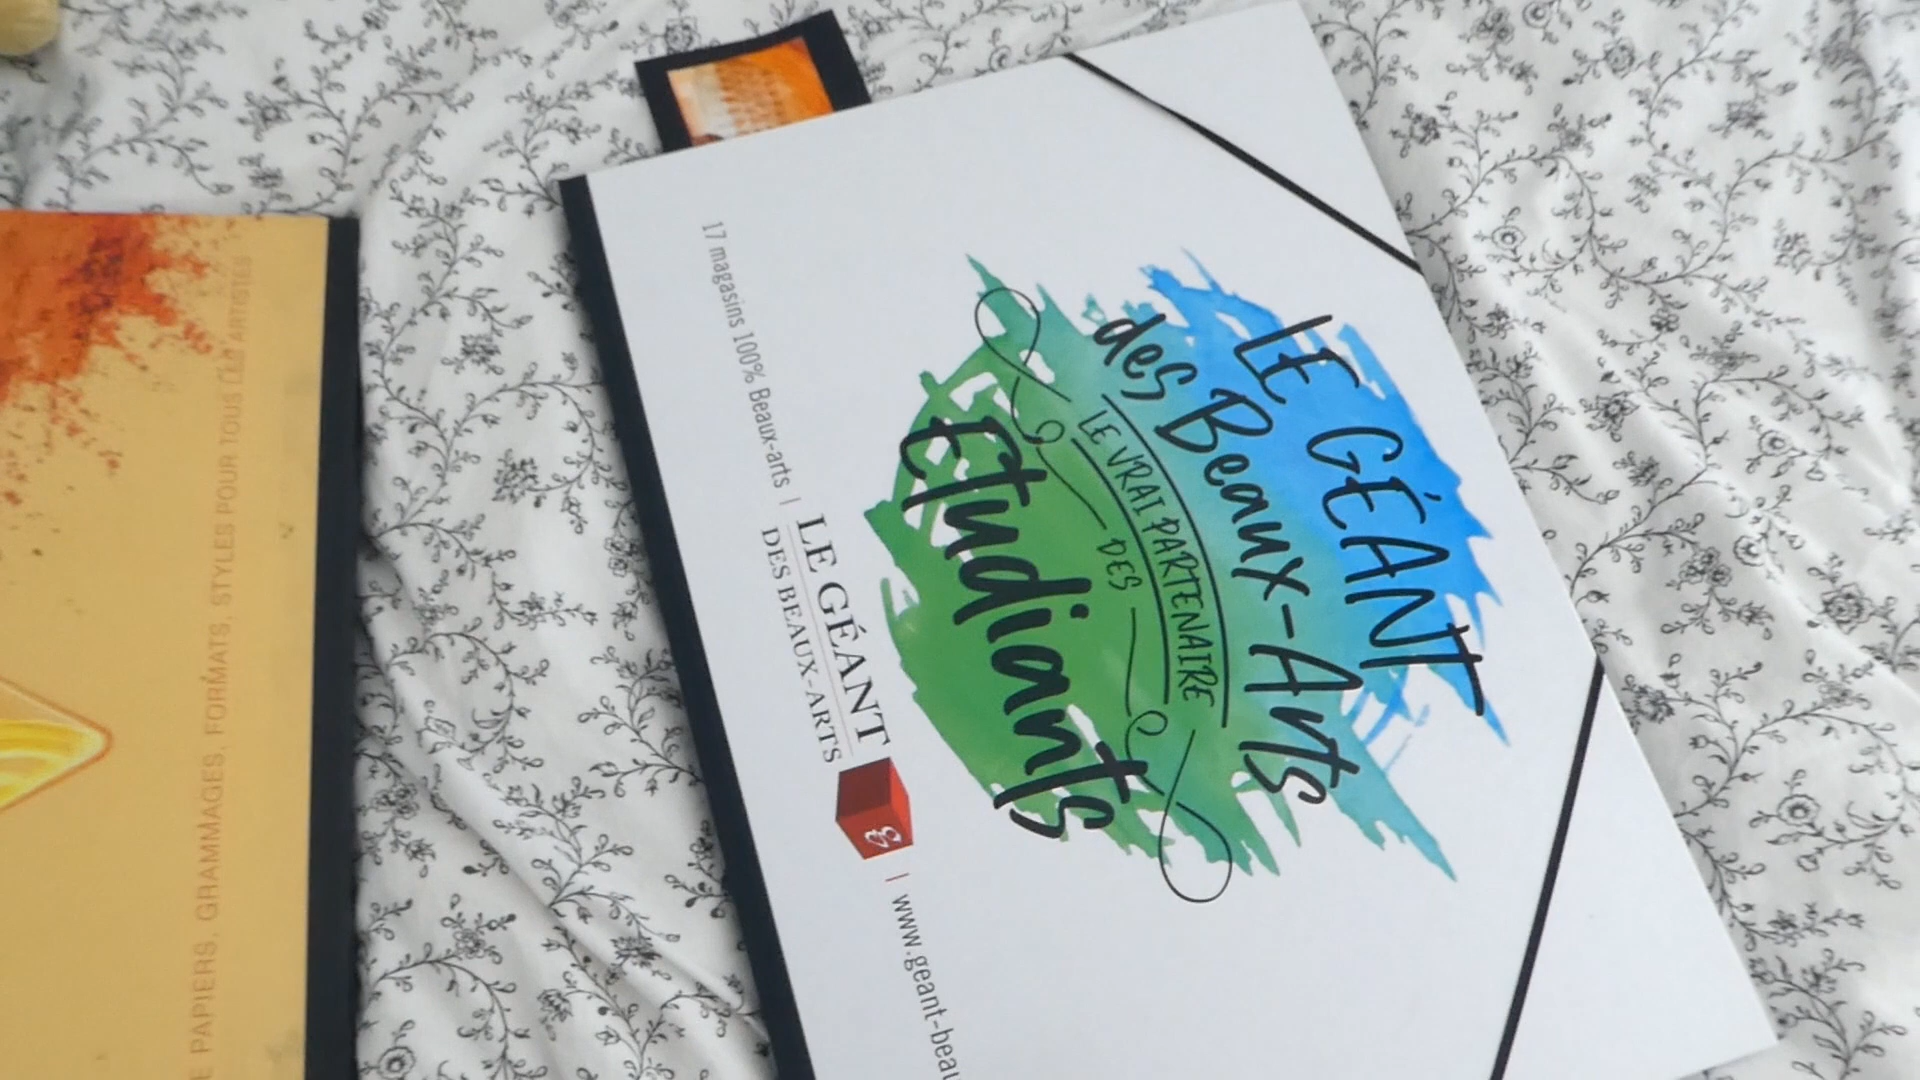 LE GÉANT
des Beaux-Arts
LE VRAI PARTENAIRE
DES
Etudiants
17 magasins 100% Beaux-arts | LE GÉANT
DES BEAUX-ARTS
| www.geant-beau
E PAPIERS, GRAMMAGES, FORMATS, STYLES POUR TOUS LES ARTISTES